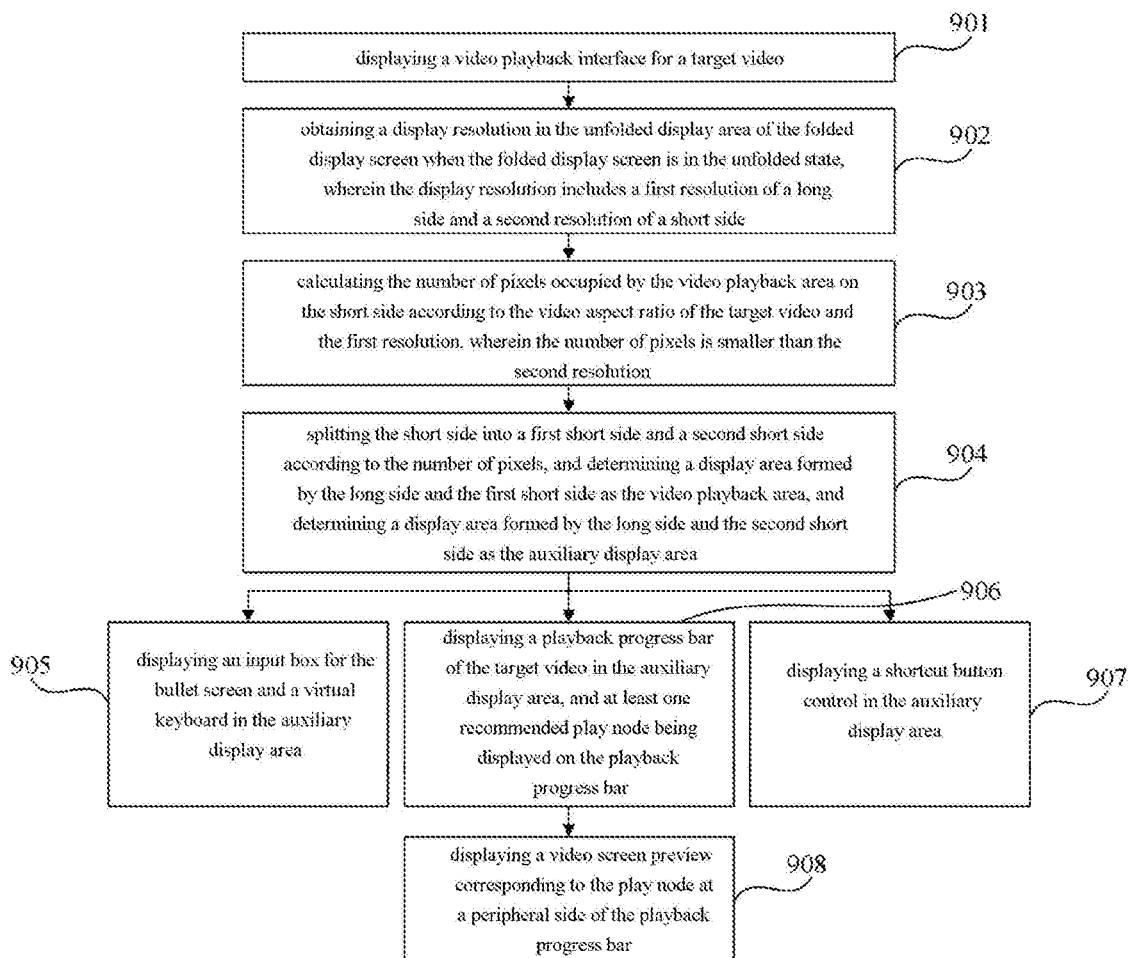 901
displaying a video playback interface for a target video
obtaining a display resolution in the unfolded display area of the folded
display screen when the folded display screen is in the unfolded state,
wherein the display resolution includes a first resolution of a long
side and a second resolution of a short side
902
calculating the number of pixels occupied by the video playback area on
the short side according to the video aspect ratio of the target video and
the first resolution, wherein the number of pixels is smaller than the
second resolution
903
splitting the short side into a first short side and a second short side
according to the number of pixels, and determining a display area formed
by the long side and the first short side as the video playback area, and
determining a display area formed by the long side and the second short
side as the auxiliary display area
904
905
displaying an input box for the
bullet screen and a virtual
keyboard in the auxiliary
display area
906
displaying a playback progress bar
of the target video in the auxiliary
display area, and at least one
recommended play node being
displayed on the playback
progress bar
displaying a shortcut button
control in the auxiliary
display area
907
displaying a video screen preview
corresponding to the play node at
a peripheral side of the playback
progress bar
908